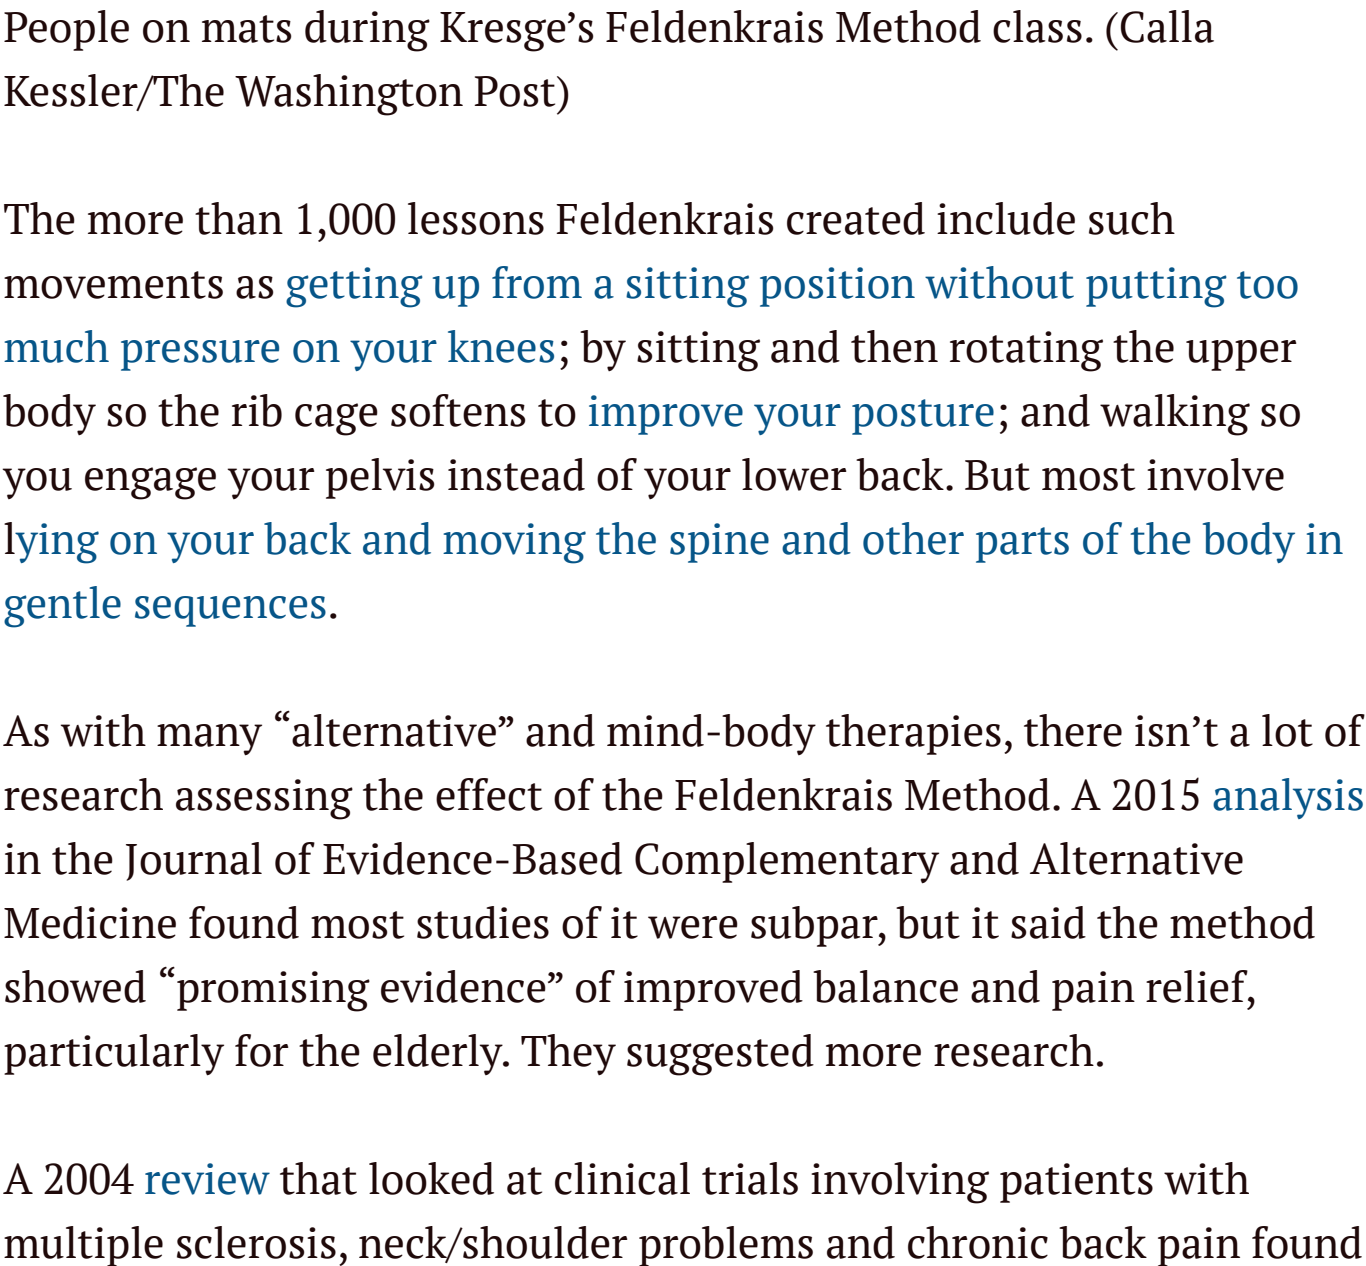 People on mats during Kresge’s Feldenkrais Method class. (Calla
Kessler/The Washington Post)
The more than 1,000 lessons Feldenkrais created include such
movements as getting up from a sitting position without putting too
much pressure on your knees; by sitting and then rotating the upper
body so the rib cage softens to improve your posture; and walking so
you engage your pelvis instead of your lower back. But most involve
lying on your back and moving the spine and other parts of the body in
gentle sequences.
As with many “alternative” and mind-body therapies, there isn’t a lot of
research assessing the effect of the Feldenkrais Method. A 2015 analysis
in the Journal of Evidence-Based Complementary and Alternative
Medicine found most studies of it were subpar, but it said the method
showed “promising evidence” of improved balance and pain relief,
particularly for the elderly. They suggested more research.
A 2004 review that looked at clinical trials involving patients with
multiple sclerosis, neck/shoulder problems and chronic back pain found